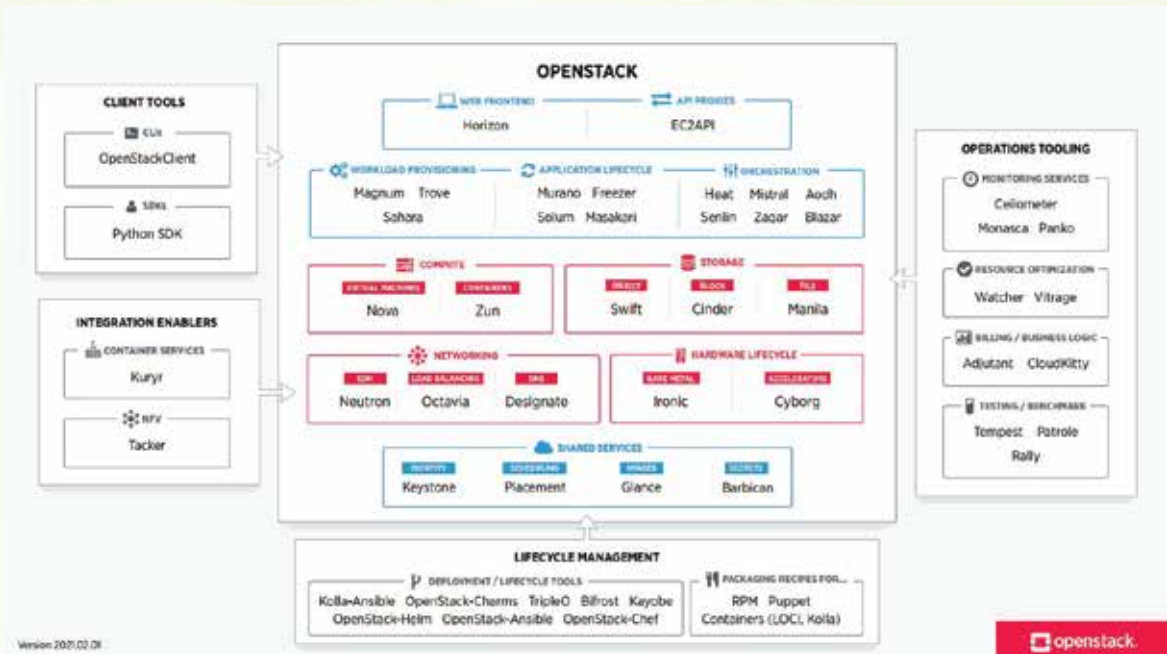 OPENSTACK
WEB FRONTEND
Horizon
API PROXIES
EC2API
WORKLOAD PROVISIONING
Magnum Trove
Sahara
APPLICATION LIFECYCLE
Murano Freezer
Solum Masakari
ORCHESTRATION
Heat Mistral Aodh
Senlin Zaqar Blazar
COMPUTE
VIRTUAL MACHINES
Nova
CONTAINERS
Zun
STORAGE
OBJECT
Swift
BLOCK
Cinder
FILE
Manila
NETWORKING
SDN
Neutron
LOAD BALANCING
Octavia
DNS
Designate
HARDWARE LIFECYCLE
BARE METAL
Ironic
ACCELERATORS
Cyborg
SHARED SERVICES
IDENTITY
Keystone
SCHEDULING
Placement
IMAGES
Glance
SECRETS
Barbican
CLIENT TOOLS
CLIs
OpenStackClient
SDKs
Python SDK
INTEGRATION ENABLERS
CONTAINER SERVICES
Kuryr
NFV
Tacker
OPERATIONS TOOLING
MONITORING SERVICES
Ceilometer
Monasca Panko
RESOURCE OPTIMIZATION
Watcher Vitrage
BILLING / BUSINESS LOGIC
Adjutant CloudKitty
TESTING / BENCHMARK
Tempest Patrole
Rally
LIFECYCLE MANAGEMENT
DEPLOYMENT / LIFECYCLE TOOLS
Kolla-Ansible OpenStack-Charms TripleO Bifrost Kayobe
OpenStack-Helm OpenStack-Ansible OpenStack-Chef
PACKAGING RECIPES FOR...
RPM Puppet
Containers (LOCI, Kolla)
Version 2021.02.01
openstack.